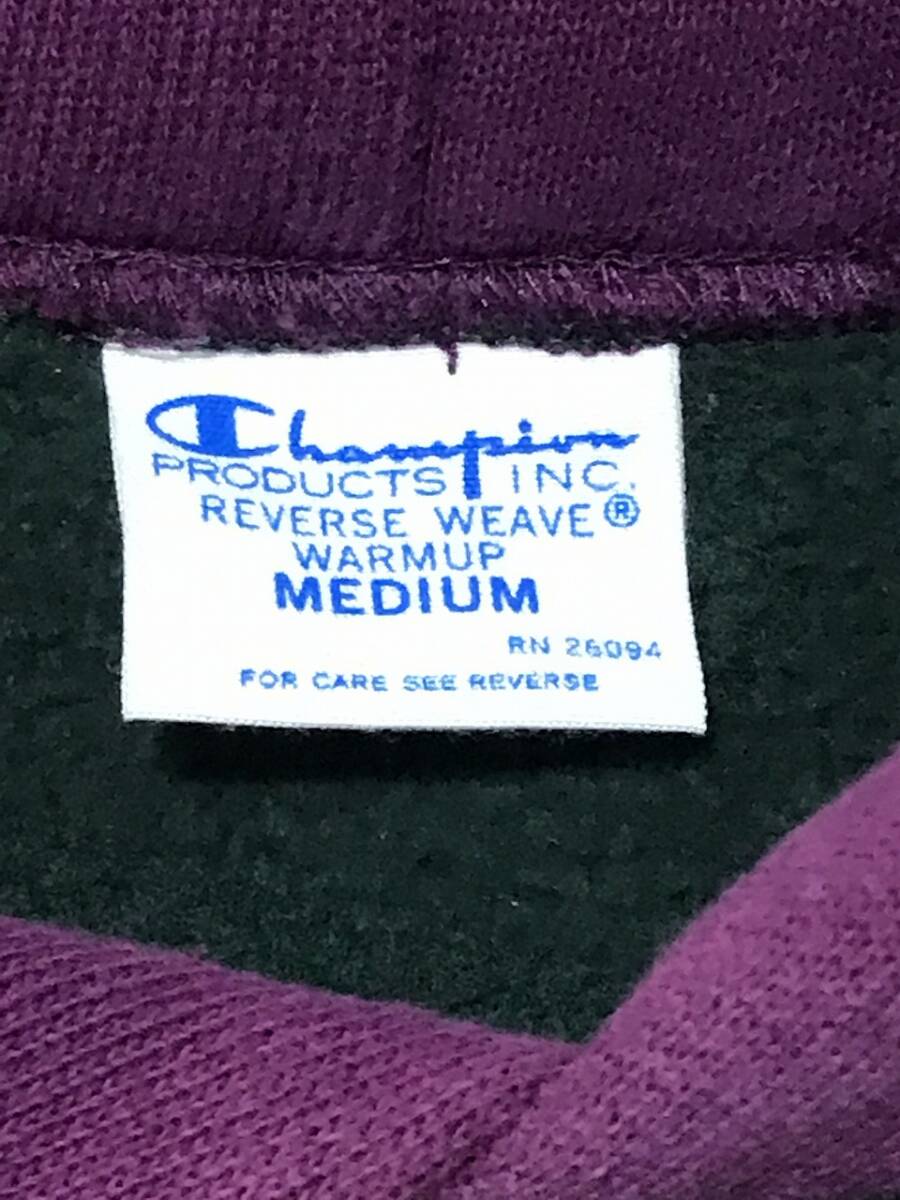 Champion
PRODUCTS INC.
REVERSE WEAVE®
WARMUP
MEDIUM
RN 26094
FOR CARE SEE REVERSE